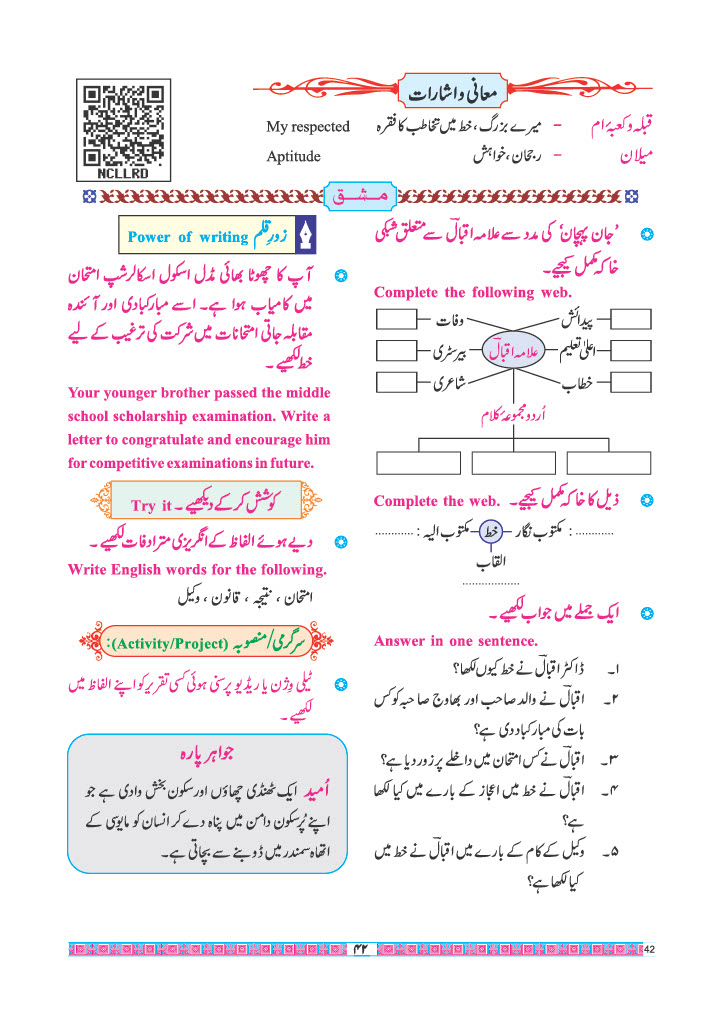 معانی و اشارات
NCLLRD
قبلہ و کعبۂ ام – میرے بزرگ، خط میں تخاطب کا فقرہ My respected
میلان – رجحان، خواہش Aptitude
مشق
’جان پہچان‘ کی مدد سے علامہ اقبالؔ سے متعلق شبکی
خاکہ مکمل کیجیے۔
Complete the following web.
پیدائش وفات
اعلیٰ تعلیم علامہ اقبالؔ بیرسٹری
خطاب شاعری
اُردو مجموعۂ کلام
ذیل کا خاکہ مکمل کیجیے۔ Complete the web.
............ : مکتوب نگار خط مکتوب الیہ : ............
القاب
..................
ایک جملے میں جواب لکھیے۔
Answer in one sentence.
۱۔ ڈاکٹر اقبالؔ نے خط کیوں لکھا؟
۲۔ اقبالؔ نے والد صاحب اور بھاوج صاحبہ کو کس
بات کی مبارکباد دی ہے؟
۳۔ اقبالؔ نے کس امتحان میں داخلے پر زور دیا ہے؟
۴۔ اقبالؔ نے خط میں اعجاز کے بارے میں کیا لکھا
ہے؟
۵۔ وکیل کے کام کے بارے میں اقبالؔ نے خط میں
کیا لکھا ہے؟
زورِ قلم Power of writing
آپ کا چھوٹا بھائی مڈل اسکول اسکالرشپ امتحان
میں کامیاب ہوا ہے۔ اسے مبارکبادی اور آئندہ
مقابلہ جاتی امتحانات میں شرکت کی ترغیب کے لیے
خط لکھیے۔
Your younger brother passed the middle
school scholarship examination. Write a
letter to congratulate and encourage him
for competitive examinations in future.
کوشش کر کے دیکھیے۔ Try it
دیے ہوئے الفاظ کے انگریزی مترادفات لکھیے۔
Write English words for the following.
امتحان ، نتیجہ ، قانون ، وکیل
سرگرمی/منصوبہ (Activity/Project):
ٹیلی وِژن یا ریڈیو پر سنی ہوئی کسی تقریر کو اپنے الفاظ میں
لکھیے۔
جواہر پارہ
اُمید ایک ٹھنڈی چھاؤں اور سکون بخش وادی ہے جو
اپنے پُرسکون دامن میں پناہ دے کر انسان کو مایوسی کے
اتھاہ سمندر میں ڈوبنے سے بچاتی ہے۔
۴۲
42